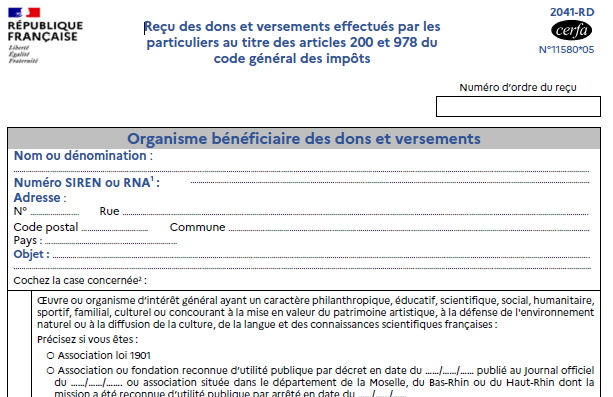 RÉPUBLIQUE
FRANÇAISE
Liberté
Égalité
Fraternité
Reçu des dons et versements effectués par les
particuliers au titre des articles 200 et 978 du
code général des impôts
2041-RD
cerfa
N°11580*05
Numéro d'ordre du reçu
Organisme bénéficiaire des dons et versements
Nom ou dénomination :
Numéro SIREN ou RNA¹ :
Adresse :
N° .................... Rue ....................
Code postal .................... Commune ....................
Pays : ....................
Objet : ....................
Cochez la case concernée² :
Œuvre ou organisme d'intérêt général ayant un caractère philanthropique, éducatif, scientifique, social, humanitaire,
sportif, familial, culturel ou concourant à la mise en valeur du patrimoine artistique, à la défense de l'environnement
naturel ou à la diffusion de la culture, de la langue et des connaissances scientifiques françaises :
Précisez si vous êtes :
Association loi 1901
Association ou fondation reconnue d'utilité publique par décret en date du ....../....../...... publié au Journal officiel
du ....../....../....... ou association située dans le département de la Moselle, du Bas-Rhin ou du Haut-Rhin dont la
mission a été reconnue d'utilité publique par arrêté en date du ....../....../......